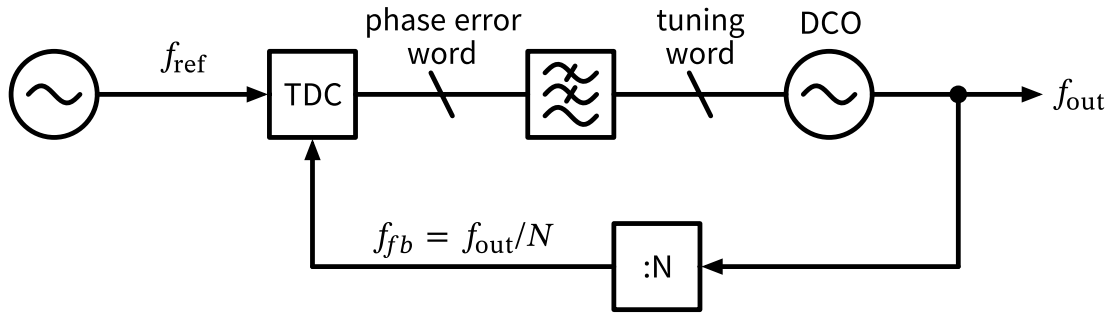 f_ref
TDC
phase error
word
tuning
word
DCO
f_out
f_fb = f_out/N
:N